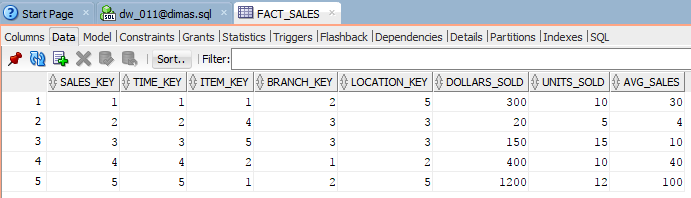 Start Page dw_011@dimas.sql FACT_SALES
Columns Data Model Constraints Grants Statistics Triggers Flashback Dependencies Details Partitions Indexes SQL
Sort.. Filter:
SALES_KEY TIME_KEY ITEM_KEY BRANCH_KEY LOCATION_KEY DOLLARS_SOLD UNITS_SOLD AVG_SALES
1 1 1 1 2 5 300 10 30
2 2 2 4 3 3 20 5 4
3 3 3 5 3 3 150 15 10
4 4 4 2 1 2 400 10 40
5 5 5 1 2 5 1200 12 100